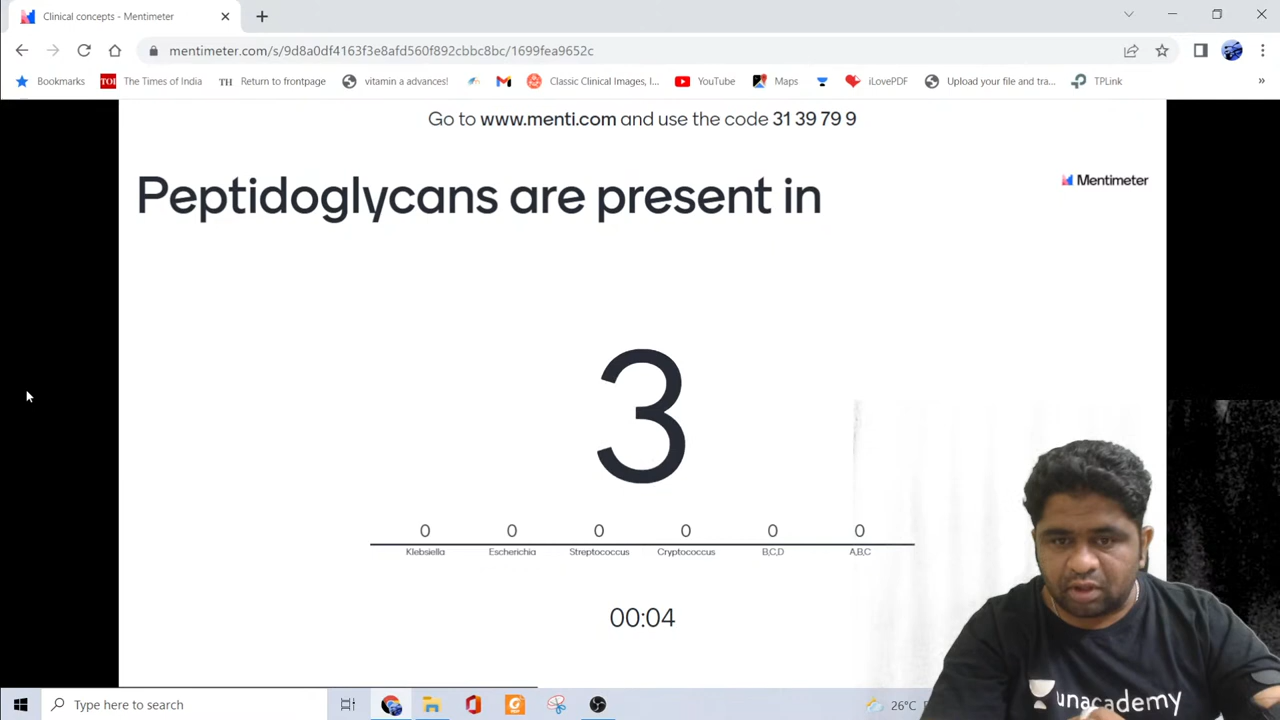 Clinical concepts - Mentimeter
mentimeter.com/s/9d8a0df4163f3e8afd560f892cbbc8bc/1699fea9652c
Bookmarks
TOI The Times of India
TH Return to frontpage
vitamin a advances!
Classic Clinical Images, I...
YouTube
Maps
iLovePDF
Upload your file and tra...
TPLink
»
Go to www.menti.com and use the code 31 39 79 9
Peptidoglycans are present in
Mentimeter
3
0 0 0 0 0 0
Klebsiella Escherichia Streptococcus Cryptococcus B,C,D A,B,C
00:04
unacademy
Type here to search
26°C